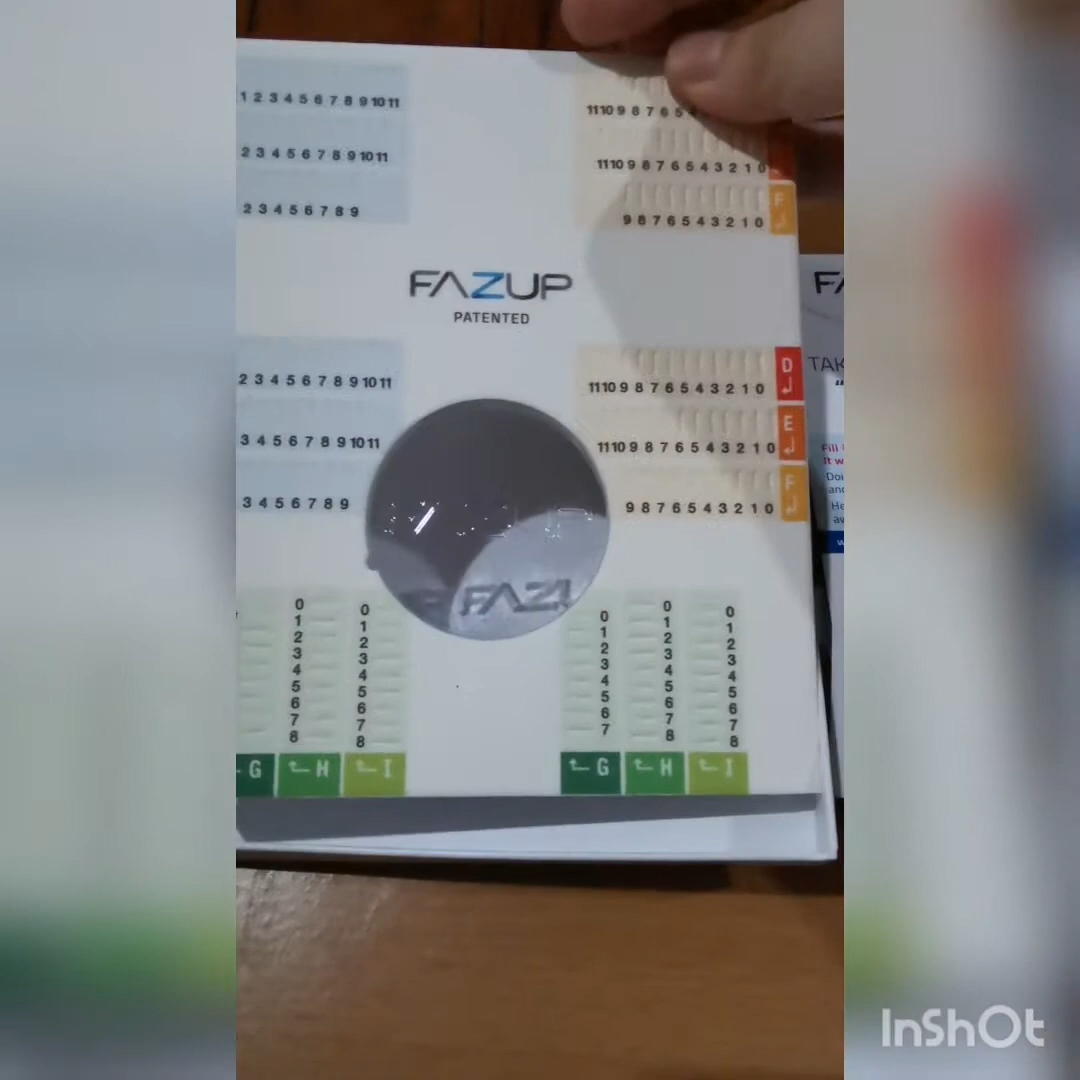 1 2 3 4 5 6 7 8 9 10 11
11 10 9 8 7 6 5
2 3 4 5 6 7 8 9 10 11
11 10 9 8 7 6 5 4 3 2 1 0
2 3 4 5 6 7 8 9
9 8 7 6 5 4 3 2 1 0
F
FAZUP
PATENTED
2 3 4 5 6 7 8 9 10 11
11 10 9 8 7 6 5 4 3 2 1 0
D
3 4 5 6 7 8 9 10 11
11 10 9 8 7 6 5 4 3 2 1 0
E
3 4 5 6 7 8 9
9 8 7 6 5 4 3 2 1 0
F
0 1 2 3 4 5 6 7 8
0 1 2 3 4 5 6 7 8
0 1 2 3 4 5 6 7
0 1 2 3 4 5 6 7 8
0 1 2 3 4 5 6 7 8
G H I
G H I
InShOt